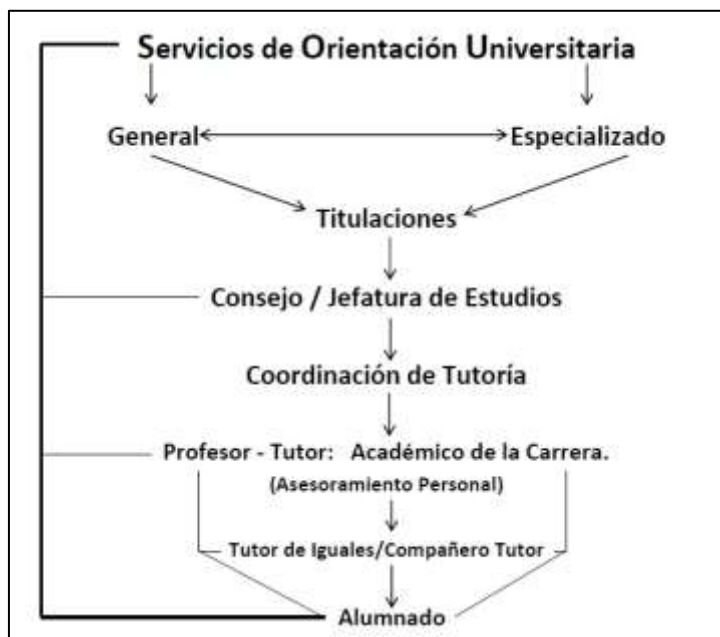 Servicios de Orientación Universitaria
General Especializado
Titulaciones
Consejo / Jefatura de Estudios
Coordinación de Tutoría
Profesor - Tutor: Académico de la Carrera.
(Asesoramiento Personal)
Tutor de Iguales/Compañero Tutor
Alumnado